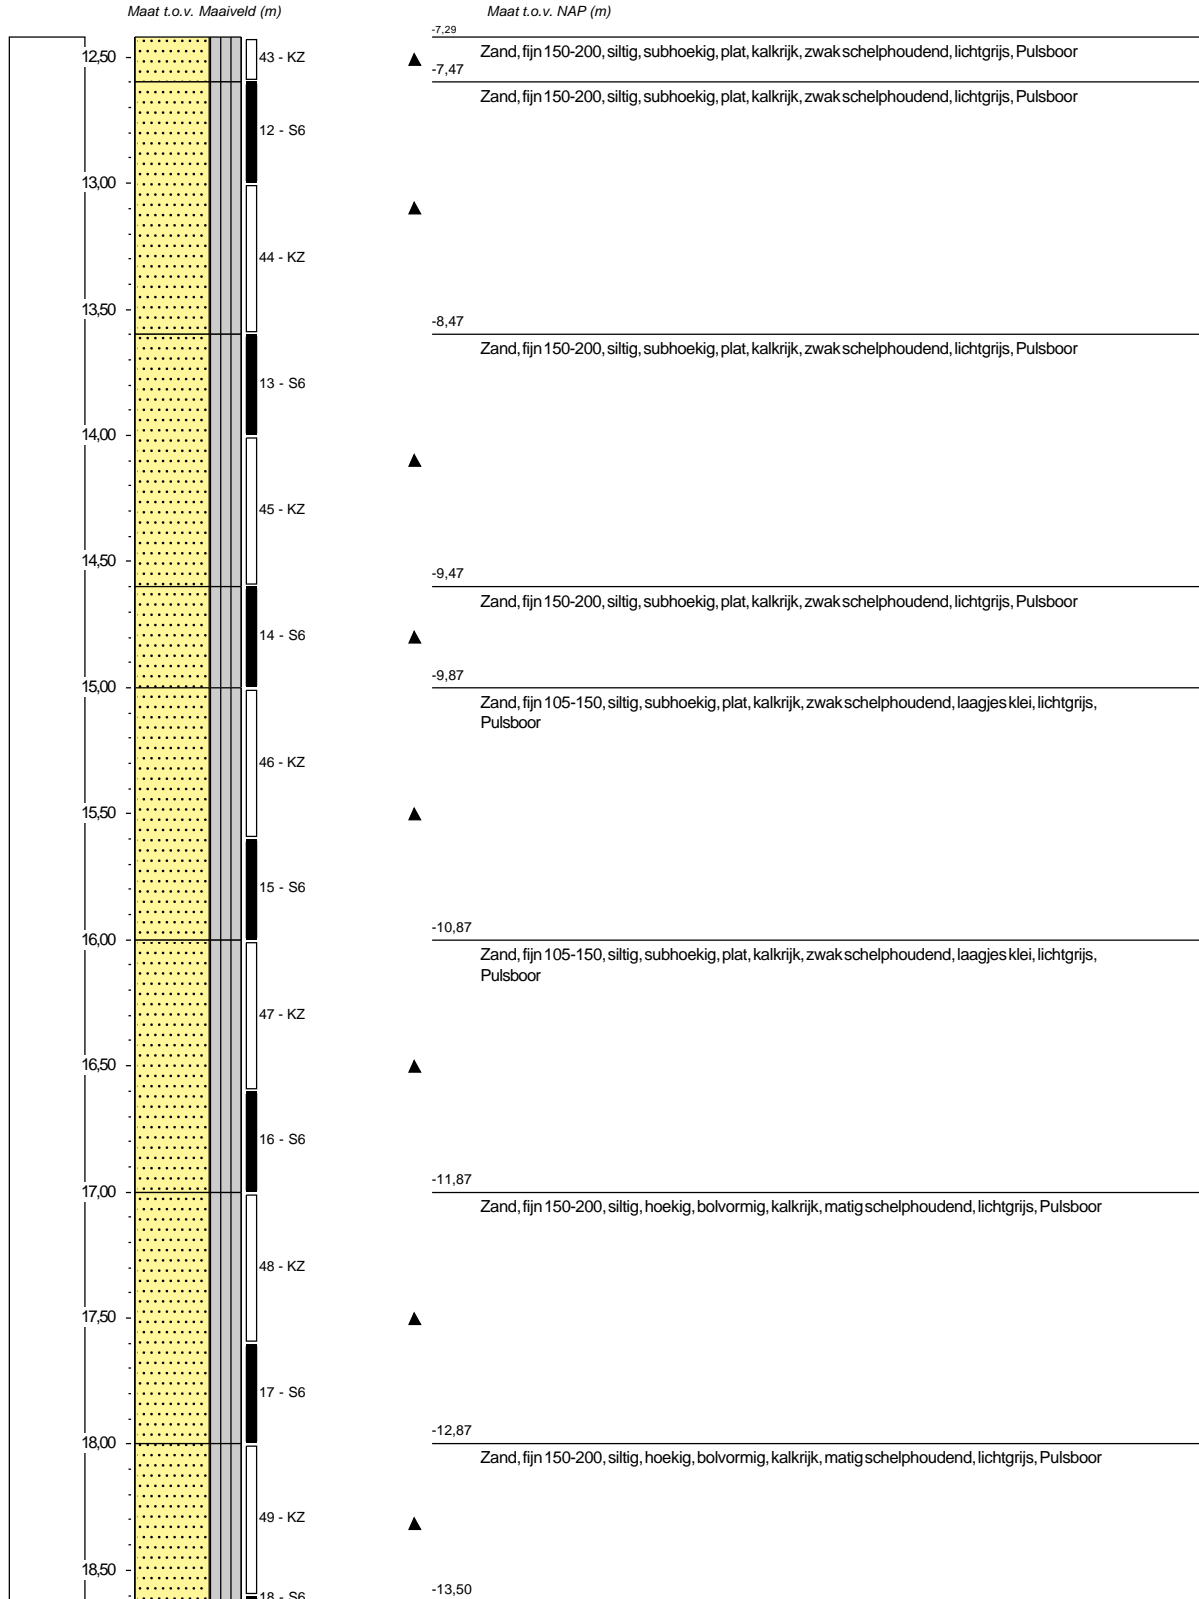 Maat t.o.v. Maaiveld (m) Maat t.o.v. NAP (m)
-7,29
12,50 43 - KZ Zand, fijn 150-200, siltig, subhoekig, plat, kalkrijk, zwak schelphoudend, lichtgrijs, Pulsboor
-7,47
Zand, fijn 150-200, siltig, subhoekig, plat, kalkrijk, zwak schelphoudend, lichtgrijs, Pulsboor
12 - S6
13,00
44 - KZ
13,50
-8,47
Zand, fijn 150-200, siltig, subhoekig, plat, kalkrijk, zwak schelphoudend, lichtgrijs, Pulsboor
13 - S6
14,00
45 - KZ
14,50
-9,47
Zand, fijn 150-200, siltig, subhoekig, plat, kalkrijk, zwak schelphoudend, lichtgrijs, Pulsboor
14 - S6
-9,87
15,00
Zand, fijn 105-150, siltig, subhoekig, plat, kalkrijk, zwak schelphoudend, laagjes klei, lichtgrijs,
Pulsboor
46 - KZ
15,50
15 - S6
-10,87
16,00
Zand, fijn 105-150, siltig, subhoekig, plat, kalkrijk, zwak schelphoudend, laagjes klei, lichtgrijs,
Pulsboor
47 - KZ
16,50
16 - S6
-11,87
17,00
Zand, fijn 150-200, siltig, hoekig, bolvormig, kalkrijk, matig schelphoudend, lichtgrijs, Pulsboor
48 - KZ
17,50
17 - S6
-12,87
18,00
Zand, fijn 150-200, siltig, hoekig, bolvormig, kalkrijk, matig schelphoudend, lichtgrijs, Pulsboor
49 - KZ
18,50
-13,50
18 - S6